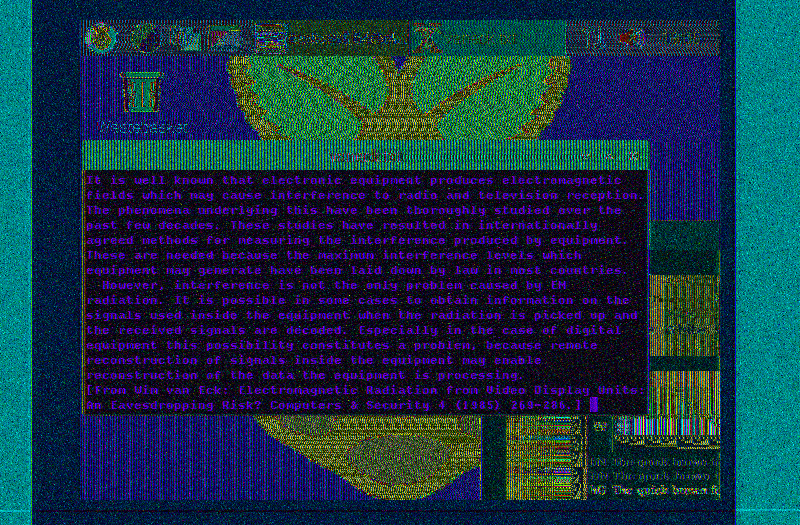 Wastebasket
It is well known that electronic equipment produces electromagnetic
fields which may cause interference to radio and television reception.
The phenomena underlying this have been thoroughly studied over the
past few decades. These studies have resulted in internationally
agreed methods for measuring the interference produced by equipment.
These are needed because the maximum interference levels which
equipment may generate have been laid down by law in most countries.
However, interference is not the only problem caused by EM
radiation. It is possible in some cases to obtain information on the
signals used inside the equipment when the radiation is picked up and
the received signals are decoded. Especially in the case of digital
equipment this possibility constitutes a problem, because remote
reconstruction of signals inside the equipment may enable
reconstruction of the data the equipment is processing.
[From Wim van Eck: Electromagnetic Radiation from Video Display Units:
An Eavesdropping Risk? Computers & Security 4 (1985) 269-286.]
The quick brown f
The quick brown f
The quick brown f